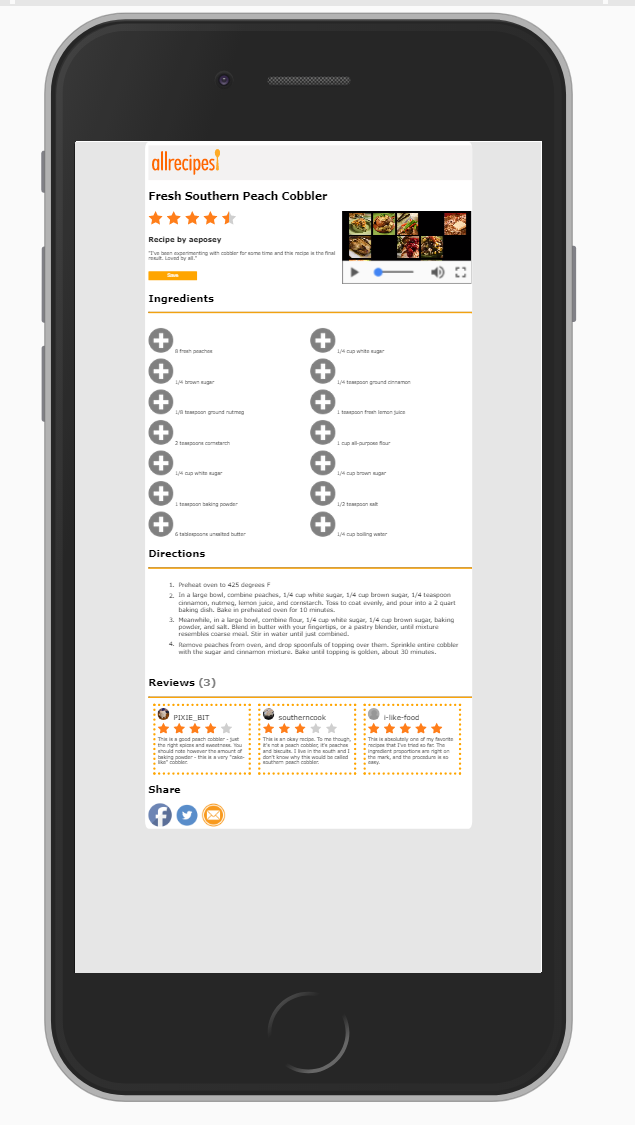 allrecipes
Fresh Southern Peach Cobbler
Recipe by aeposey
"I've been experimenting with cobbler for some time and this recipe is the final
result. Loved by all."
Ingredients
8 fresh peaches
1/4 cup white sugar
1/4 brown sugar
1/4 teaspoon ground cinnamon
1/8 teaspoon ground nutmeg
1 teaspoon fresh lemon juice
2 teaspoons cornstarch
1 cup all-purpose flour
1/4 cup white sugar
1/4 cup brown sugar
1 teaspoon baking powder
1/2 teaspoon salt
6 tablespoons unsalted butter
1/4 cup boiling water
Directions
1. Preheat oven to 425 degrees F
2. In a large bowl, combine peaches, 1/4 cup white sugar, 1/4 cup brown sugar, 1/4 teaspoon
cinnamon, nutmeg, lemon juice, and cornstarch. Toss to coat evenly, and pour into a 2 quart
baking dish. Bake in preheated oven for 10 minutes.
3. Meanwhile, in a large bowl, combine flour, 1/4 cup white sugar, 1/4 cup brown sugar, baking
powder, and salt. Blend in butter with your fingertips, or a pastry blender, until mixture
resembles coarse meal. Stir in water until just combined.
4. Remove peaches from oven, and drop spoonfuls of topping over them. Sprinkle entire cobbler
with the sugar and cinnamon mixture. Bake until topping is golden, about 30 minutes.
Reviews (3)
PIXIE_BIT
This is a good peach cobbler - just
the right spices and sweetness. You
should note however the amount of
baking powder - this is a very "cake-
like" cobbler.
southerncook
This is an okay recipe. To me though,
it's not a peach cobbler, it's peaches
and biscuits. I live in the south and I
don't know why this would be called
southern peach cobbler.
i-like-food
This is absolutely one of my favorite
recipes that I've tried so far. The
ingredient proportions are right on
the mark, and the procedure is so
easy.
Share